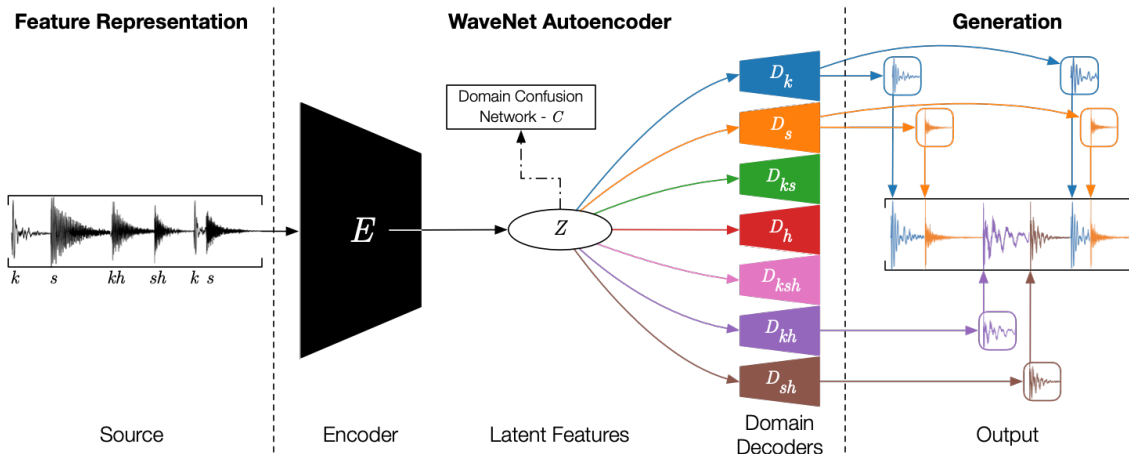 Feature Representation
WaveNet Autoencoder
Generation
Domain Confusion
Network - C
E
Z
D_k
D_s
D_ks
D_h
D_ksh
D_kh
D_sh
k s kh sh k s
Source
Encoder
Latent Features
Domain
Decoders
Output